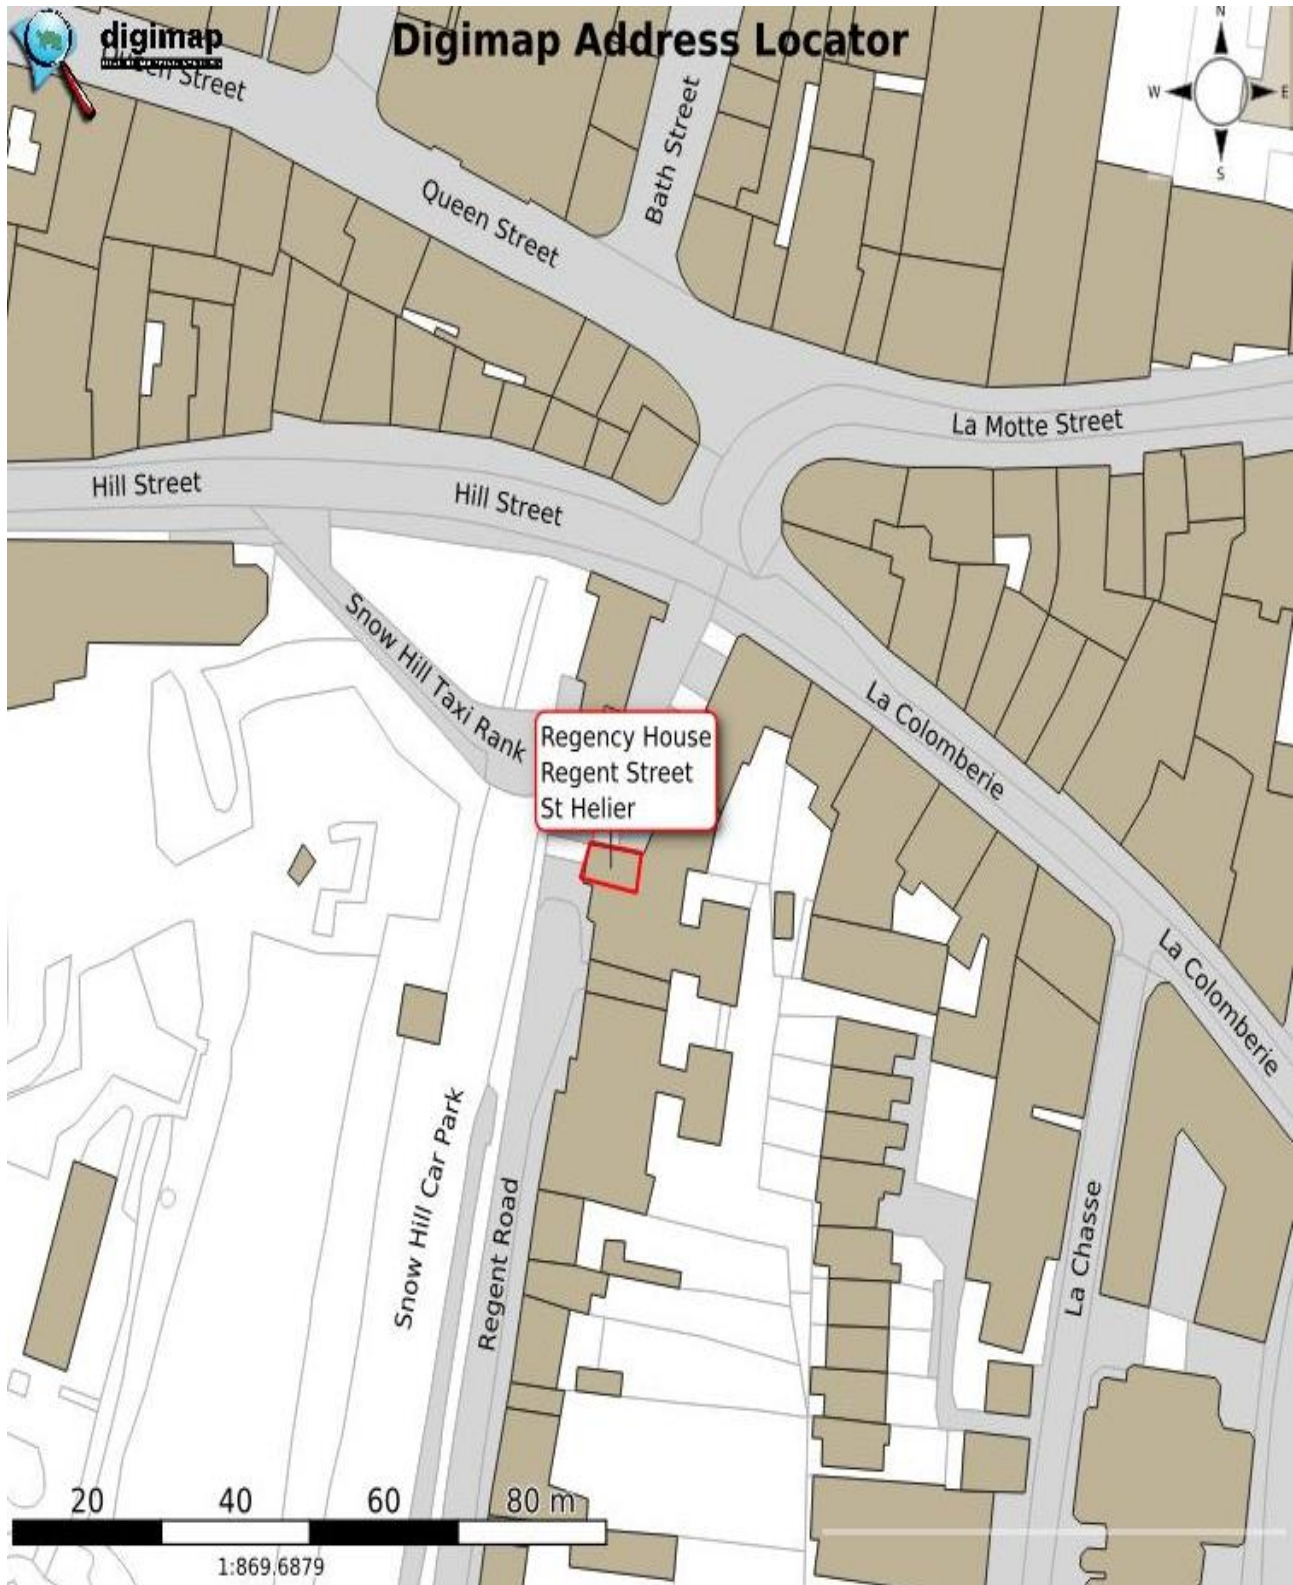 digimap
Digimap Address Locator
N
W
E
S
Queen Street
Bath Street
Queen Street
La Motte Street
Hill Street
Hill Street
Snow Hill Taxi Rank
La Colomberie
Regency House
Regent Street
St Helier
La Colomberie
Snow Hill Car Park
Regent Road
La Chasse
20
40
60
80 m
1:869.6879